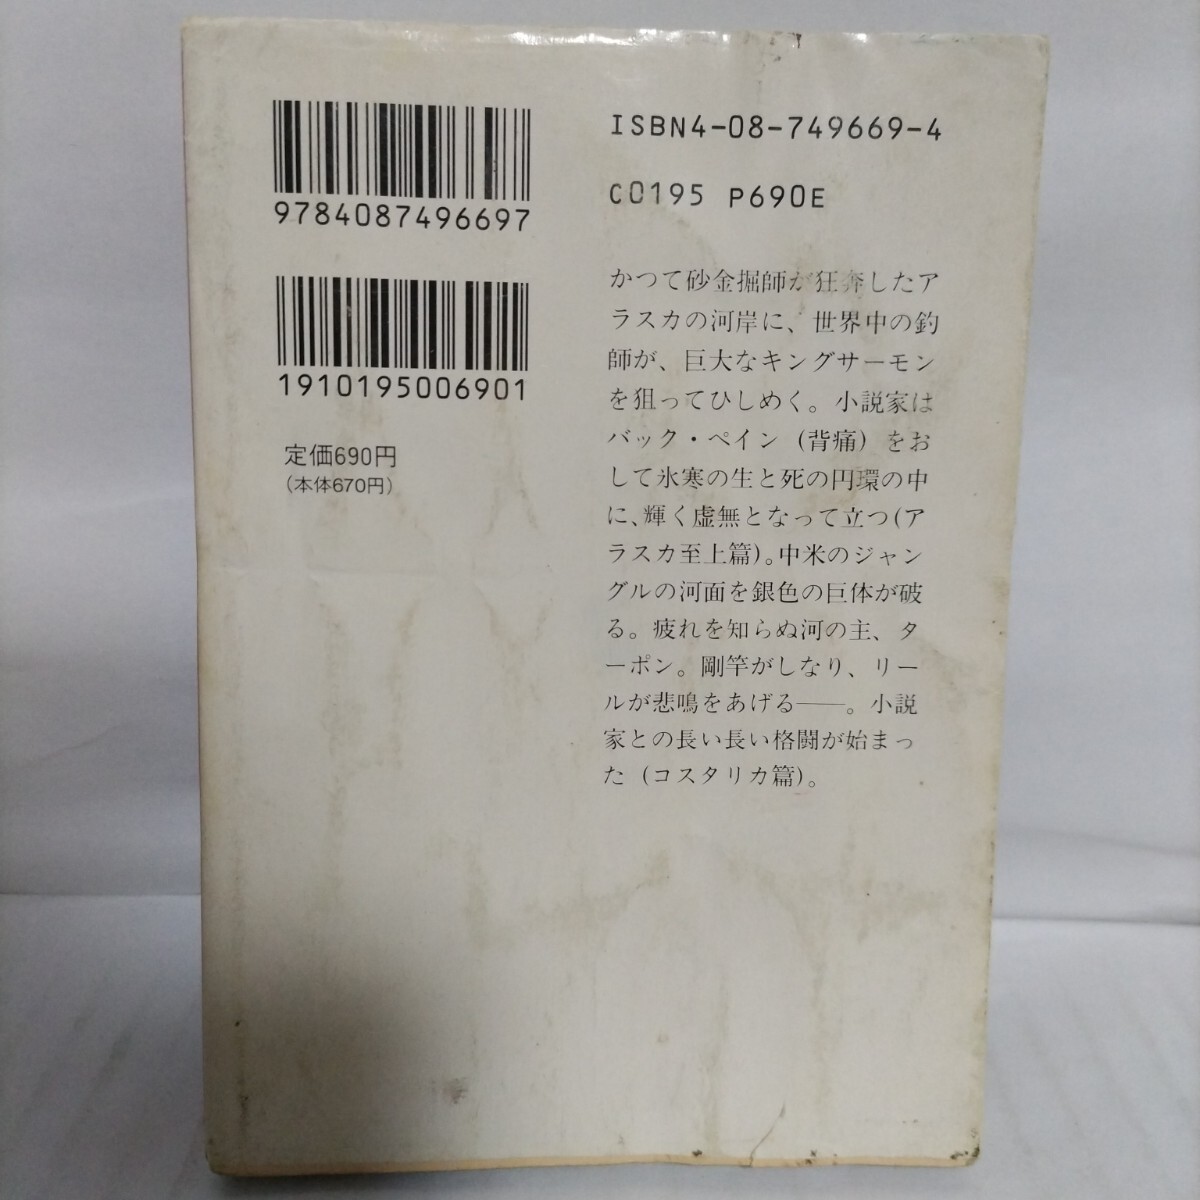 9784087496697
1910195006901
定価690円
(本体670円)
ISBN4-08-749669-4
C0195 P690E
かつて砂金掘師が狂奔したア
ラスカの河岸に、世界中の釣
師が、巨大なキングサーモン
を狙ってひしめく。小説家は
バック・ペイン (背痛) をお
して氷寒の生と死の円環の中
に、輝く虚無となって立つ(ア
ラスカ至上篇)。中米のジャン
グルの河面を銀色の巨体が破
る。疲れを知らぬ河の主、タ
ーポン。剛竿がしなり、リー
ルが悲鳴をあげる――。小説
家との長い長い格闘が始まっ
た (コスタリカ篇)。